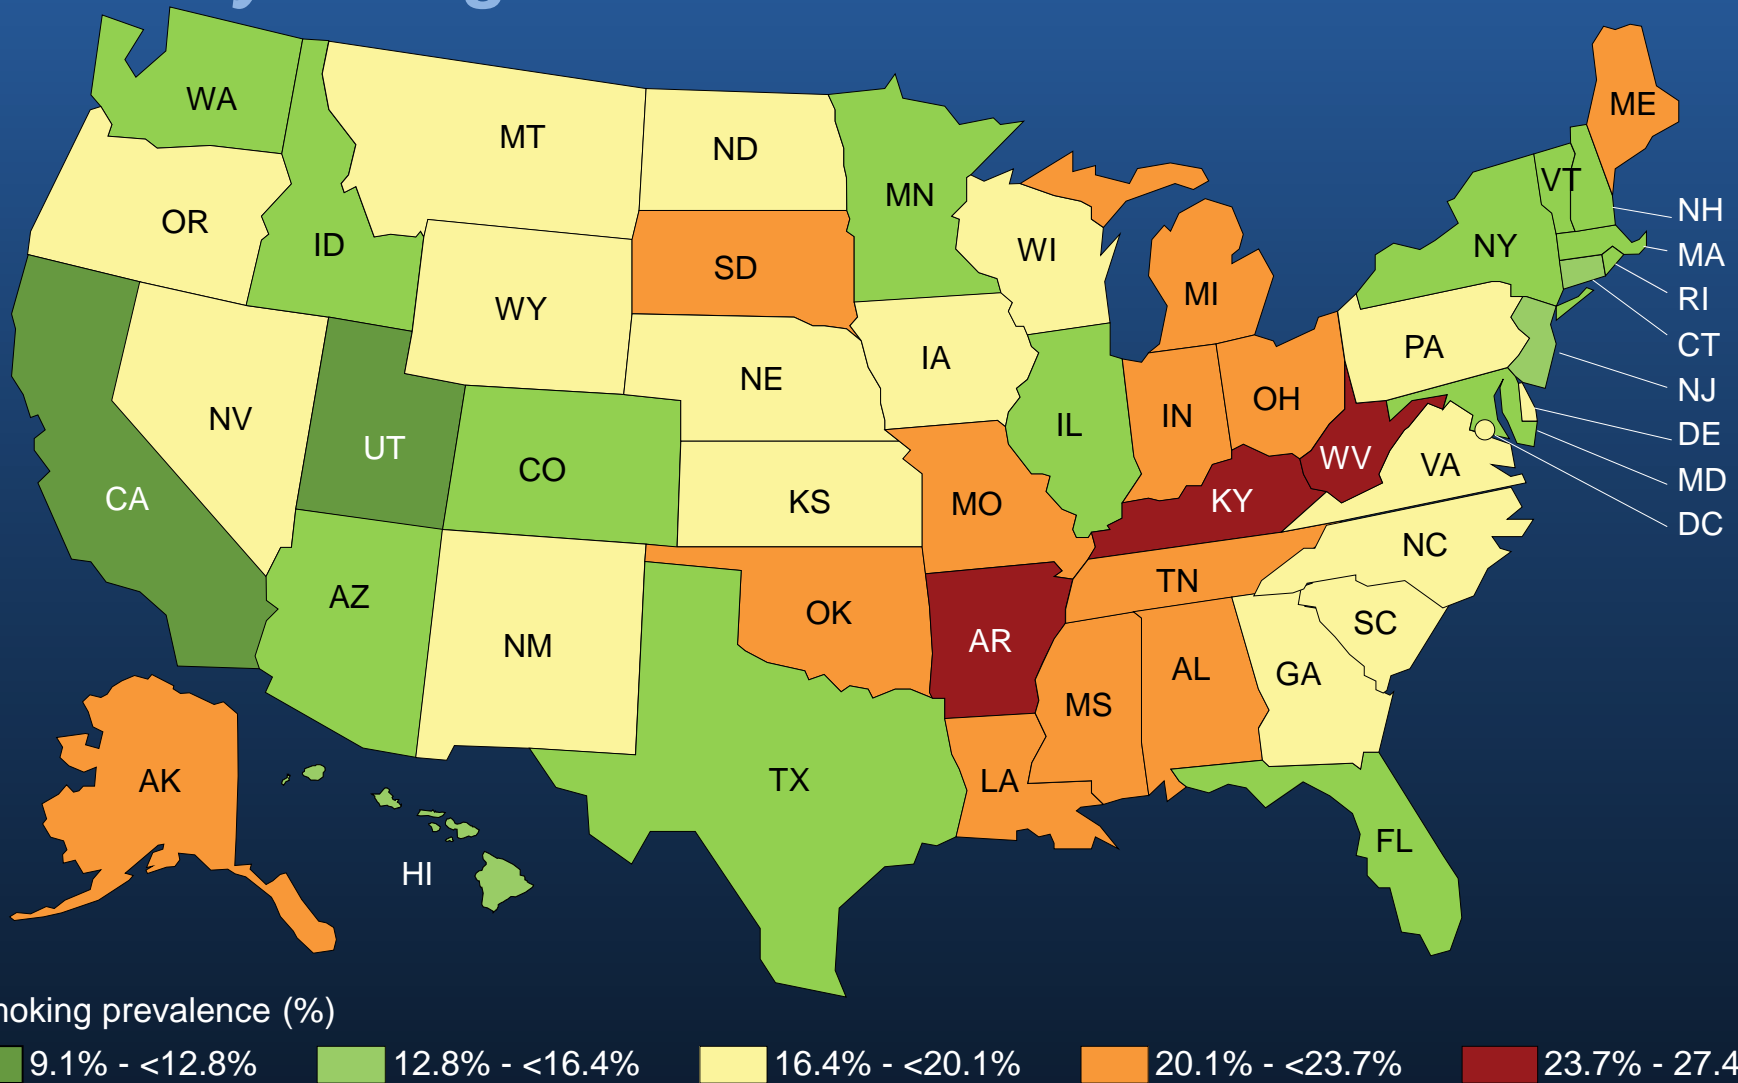 WA
MT
ND
MN
ME
VT
NH
OR
ID
SD
WI
NY
MA
RI
WY
MI
CT
IA
PA
NE
NJ
NV
UT
CO
IL
IN
OH
DE
CA
KS
MO
KY
WV
VA
MD
DC
NC
AZ
NM
OK
AR
TN
SC
MS
AL
GA
AK
TX
LA
FL
HI
moking prevalence (%)
9.1% - <12.8%
12.8% - <16.4%
16.4% - <20.1%
20.1% - <23.7%
23.7% - 27.4